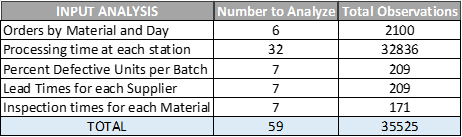 INPUT ANALYSIS Number to Analyze Total Observations
Orders by Material and Day 6 2100
Processing time at each station 32 32836
Percent Defective Units per Batch 7 209
Lead Times for each Supplier 7 209
Inspection times for each Material 7 171
TOTAL 59 35525